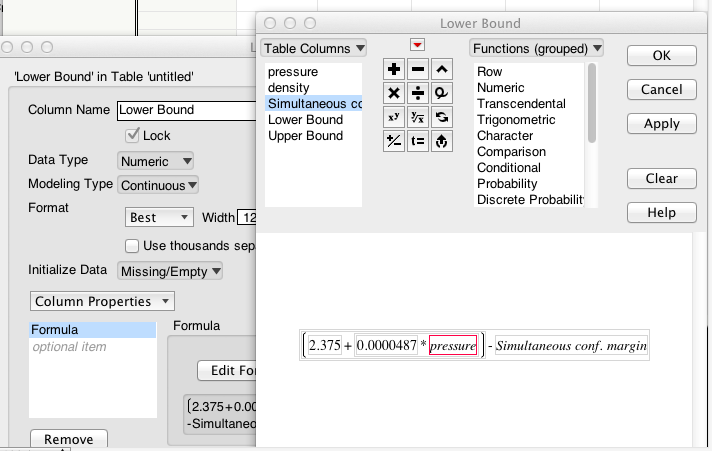 Lower Bound
Table Columns
Functions (grouped)
OK
Cancel
Apply
Clear
Help
pressure
density
Simultaneous co
Lower Bound
Upper Bound
Row
Numeric
Transcendental
Trigonometric
Character
Comparison
Conditional
Probability
Discrete Probabilit
t=
(2.375 + 0.0000487 * pressure) - Simultaneous conf. margin
'Lower Bound' in Table 'untitled'
Column Name Lower Bound
Lock
Data Type Numeric
Modeling Type Continuous
Format Best Width 12
Use thousands sepa
Initialize Data Missing/Empty
Column Properties
Formula
optional item
Remove
Formula
Edit For
(2.375+0.00
-Simultaneo